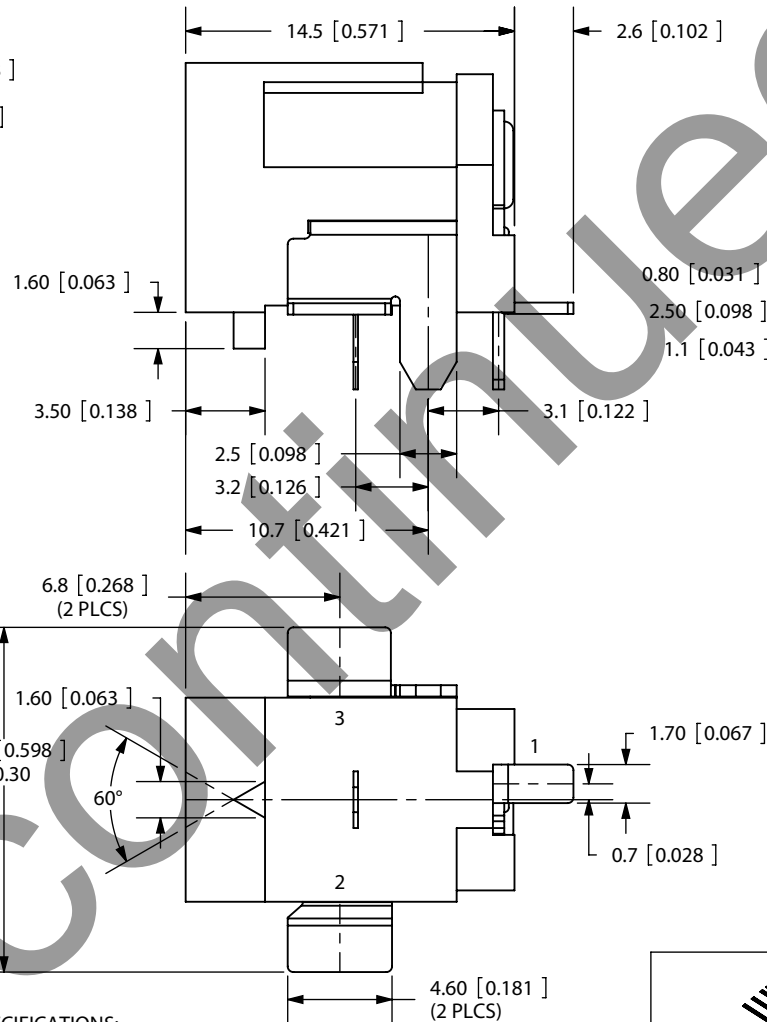 14.5 [0.571 ]
2.6 [0.102 ]
]
]
1.60 [0.063 ]
0.80 [0.031 ]
2.50 [0.098 ]
1.1 [0.043 ]
3.50 [0.138 ]
3.1 [0.122 ]
2.5 [0.098 ]
3.2 [0.126 ]
10.7 [0.421 ]
6.8 [0.268 ]
(2 PLCS)
1.60 [0.063 ]
3
1
1.70 [0.067 ]
[0.598 ]
0.30
60°
0.7 [0.028 ]
2
4.60 [0.181 ]
(2 PLCS)
continue